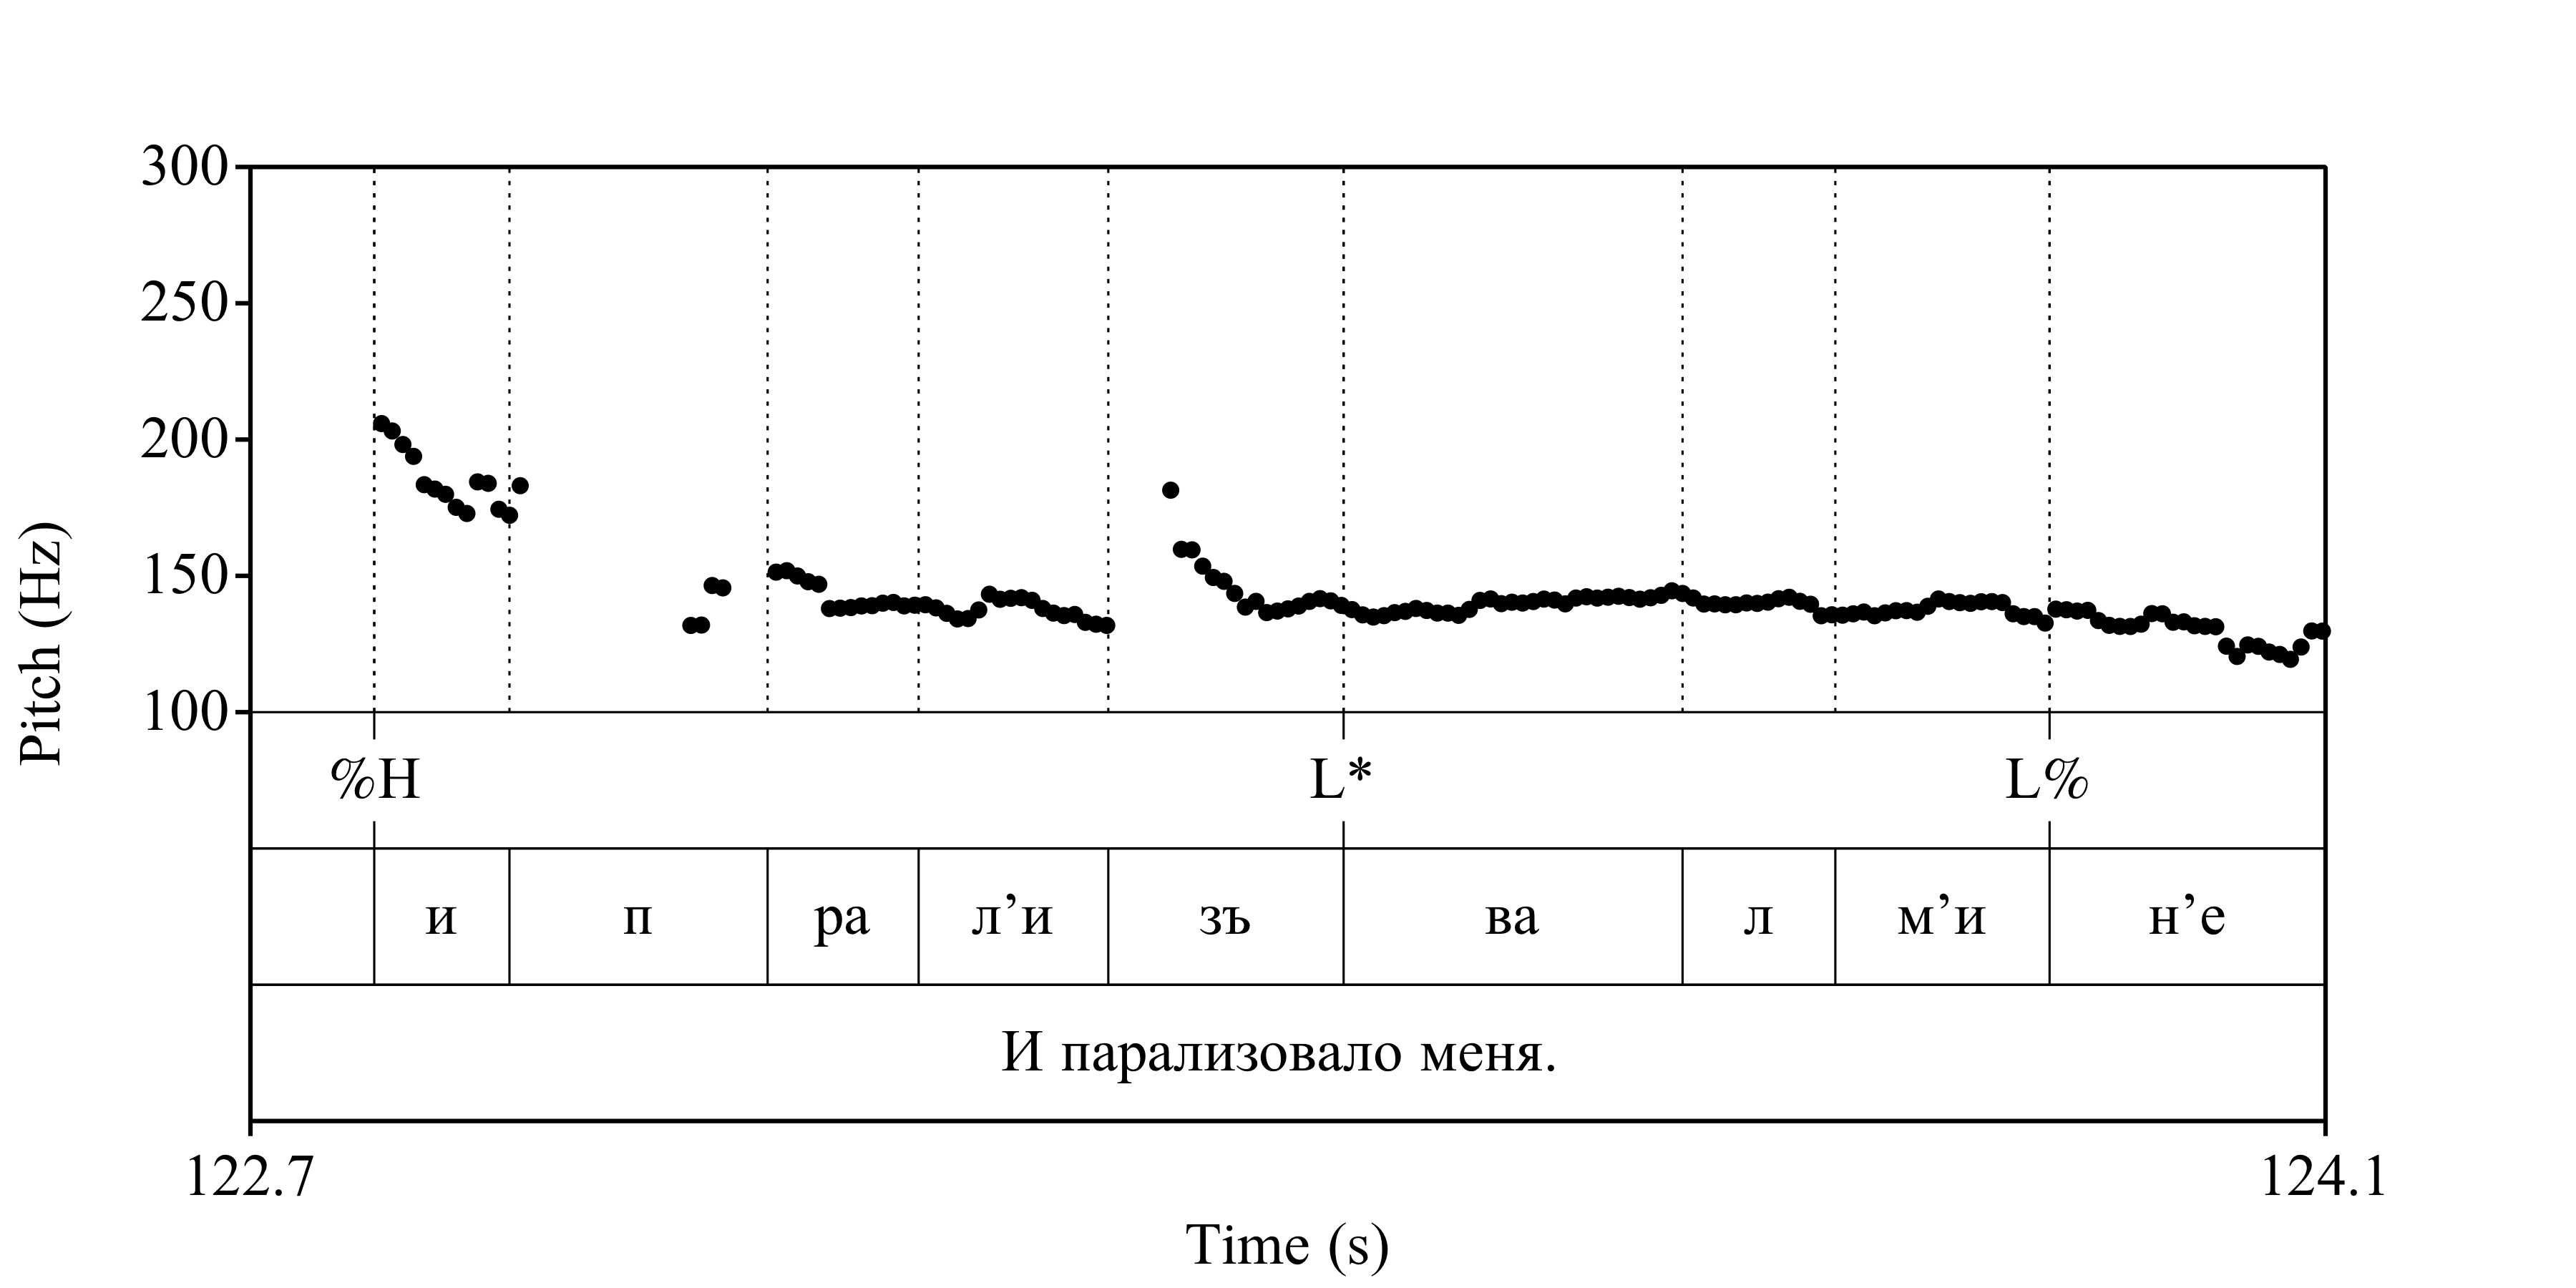 300
250
200
150
100
Pitch (Hz)
%H L* L%
и п ра л’и зъ ва л м’и н’е
И парализовало меня.
122.7 124.1
Time (s)